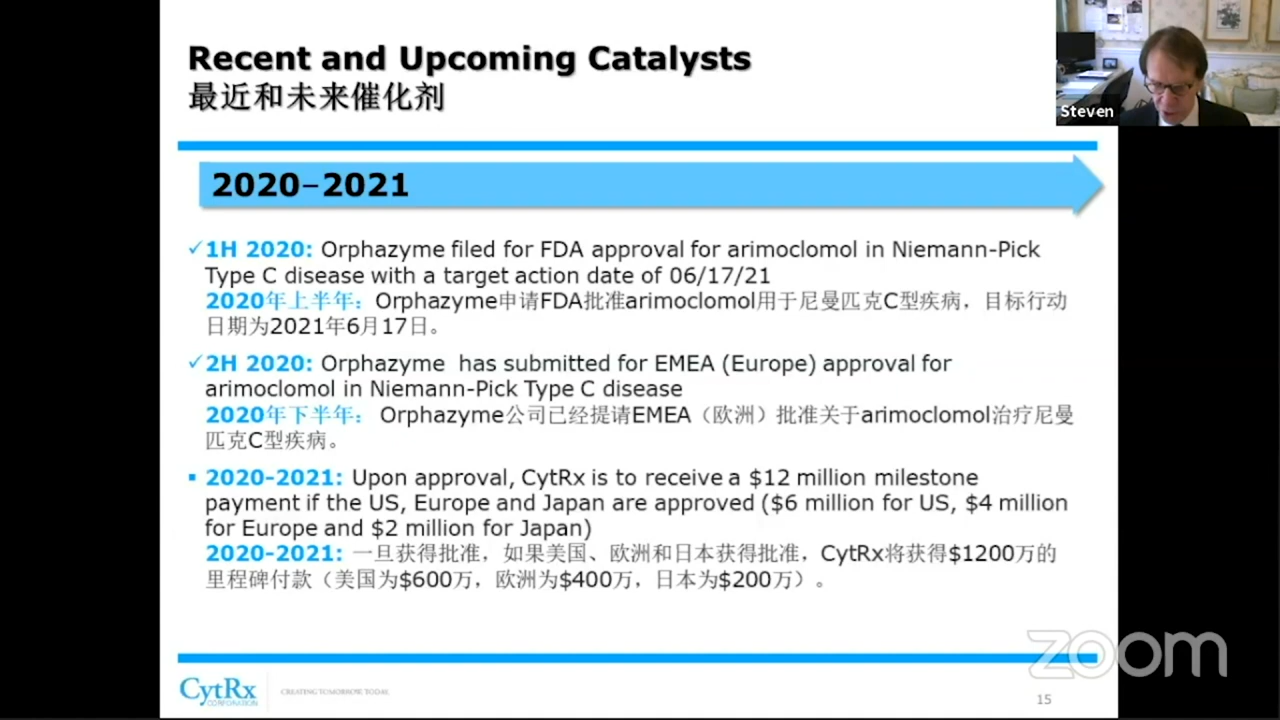 Recent and Upcoming Catalysts
最近和未来催化剂
Steven
2020–2021
✓1H 2020: Orphazyme filed for FDA approval for arimoclomol in Niemann-Pick
Type C disease with a target action date of 06/17/21
2020年上半年：Orphazyme申请FDA批准arimoclomol用于尼曼匹克C型疾病，目标行动
日期为2021年6月17日。
✓2H 2020: Orphazyme has submitted for EMEA (Europe) approval for
arimoclomol in Niemann-Pick Type C disease
2020年下半年： Orphazyme公司已经提请EMEA（欧洲）批准关于arimoclomol治疗尼曼
匹克C型疾病。
▪ 2020-2021: Upon approval, CytRx is to receive a $12 million milestone
payment if the US, Europe and Japan are approved ($6 million for US, $4 million
for Europe and $2 million for Japan)
2020-2021: 一旦获得批准，如果美国、欧洲和日本获得批准，CytRx将获得$1200万的
里程碑付款（美国为$600万，欧洲为$400万，日本为$200万）。
zoom
CytRx
CORPORATION
CREATING TOMORROW TODAY
15